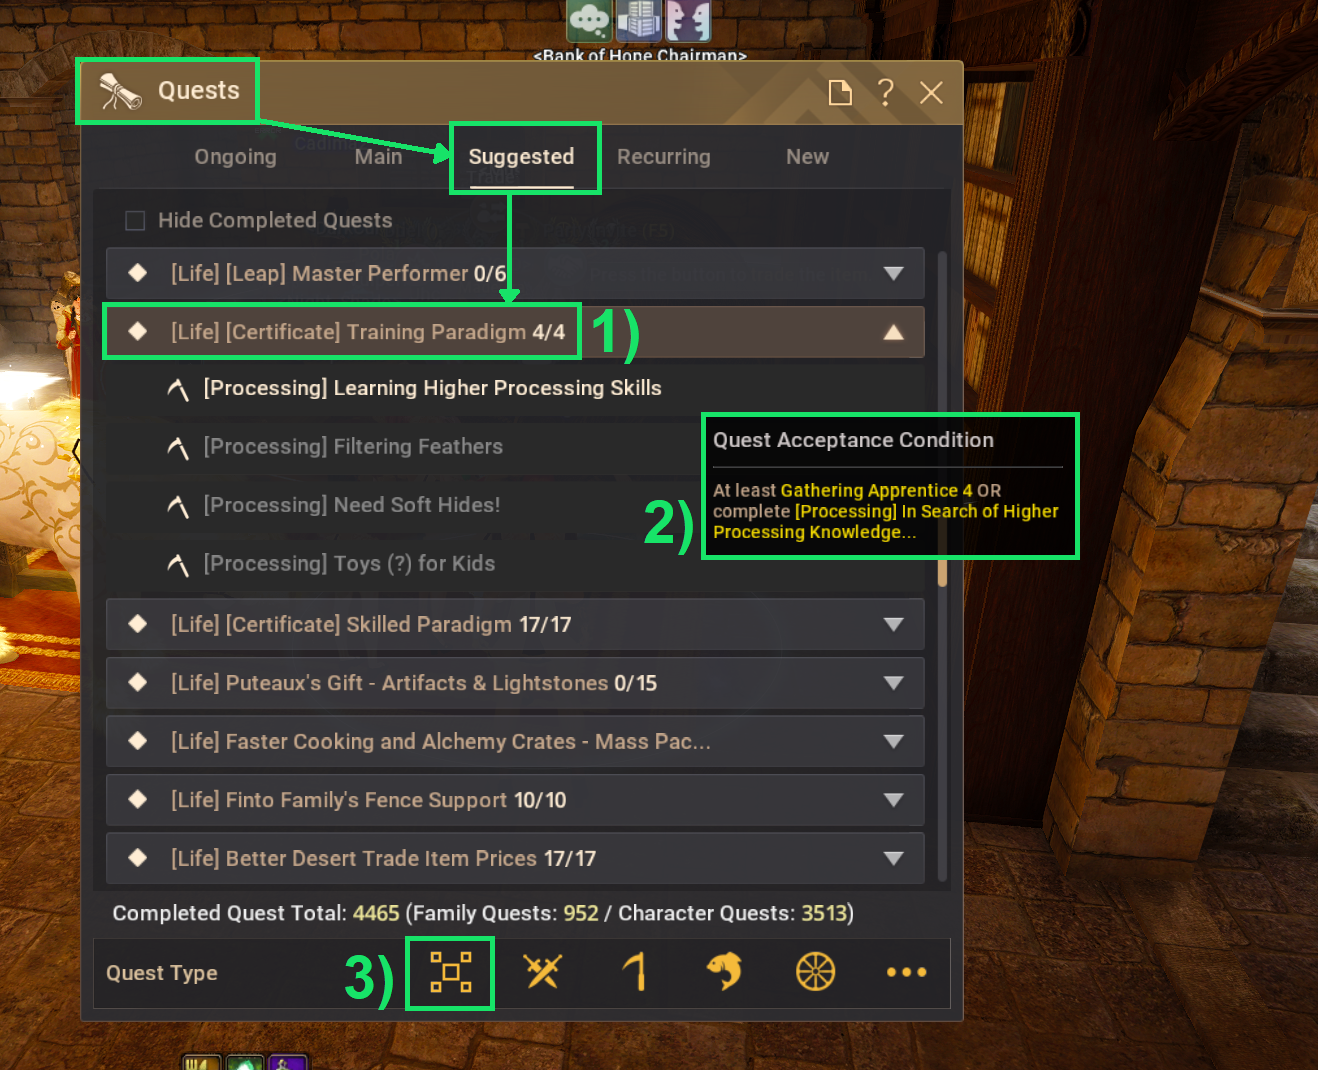 <Bank of Hope Chairman>
Quests
?
Ongoing
Main
Suggested
Recurring
New
Hide Completed Quests
[Life] [Leap] Master Performer 0/6
[Life] [Certificate] Training Paradigm 4/4
1)
[Processing] Learning Higher Processing Skills
[Processing] Filtering Feathers
[Processing] Need Soft Hides!
[Processing] Toys (?) for Kids
2)
Quest Acceptance Condition
At least Gathering Apprentice 4 OR
complete [Processing] In Search of Higher
Processing Knowledge...
[Life] [Certificate] Skilled Paradigm 17/17
[Life] Puteaux's Gift - Artifacts & Lightstones 0/15
[Life] Faster Cooking and Alchemy Crates - Mass Pac...
[Life] Finto Family's Fence Support 10/10
[Life] Better Desert Trade Item Prices 17/17
Completed Quest Total: 4465 (Family Quests: 952 / Character Quests: 3513)
Quest Type
3)